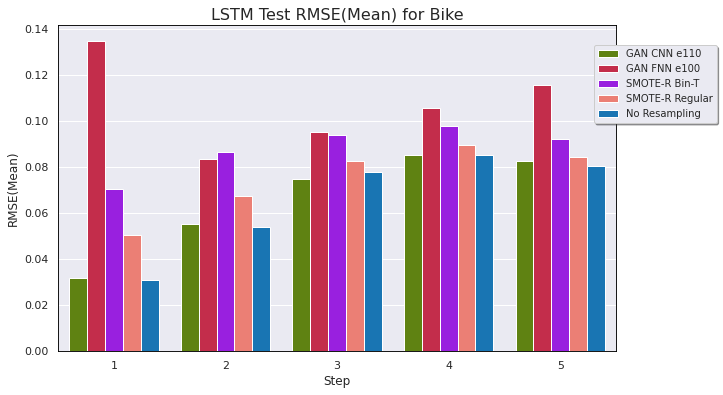 LSTM Test RMSE(Mean) for Bike
0.14
0.12
0.10
0.08
0.06
0.04
0.02
0.00
RMSE(Mean)
1 2 3 4 5
Step
GAN CNN e110
GAN FNN e100
SMOTE-R Bin-T
SMOTE-R Regular
No Resampling